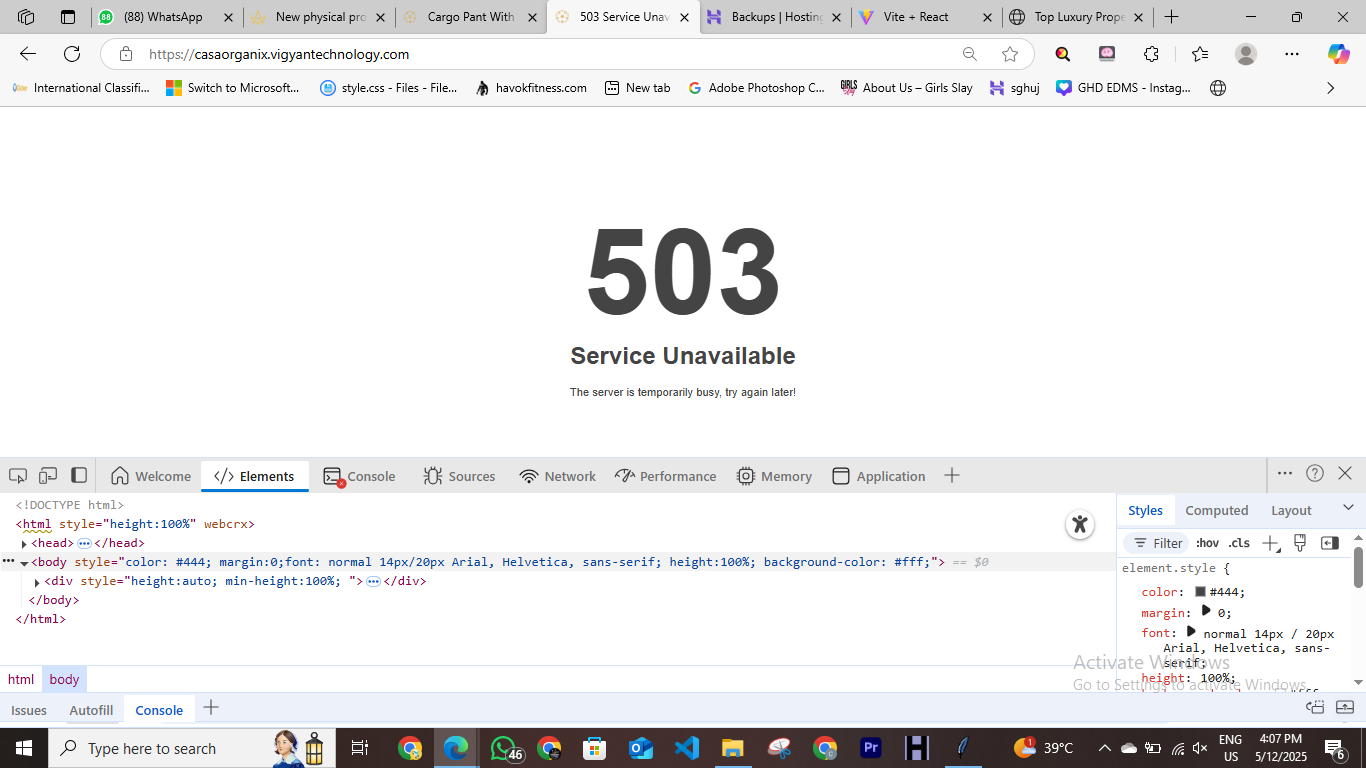 (88) WhatsApp
New physical pro
Cargo Pant With
503 Service Unav
Backups | Hosting
Vite + React
Top Luxury Prope
https://casaorganix.vigyantechnology.com
International Classifi...
Switch to Microsoft...
style.css - Files - File...
havokfitness.com
New tab
Adobe Photoshop C...
About Us – Girls Slay
sghuj
GHD EDMS - Instag...
503
Service Unavailable
The server is temporarily busy, try again later!
Welcome
Elements
Console
Sources
Network
Performance
Memory
Application
<!DOCTYPE html>
<html style="height:100%" webcrx>
<head> ... </head>
<body style="color: #444; margin:0;font: normal 14px/20px Arial, Helvetica, sans-serif; height:100%; background-color: #fff;"> == $0
<div style="height:auto; min-height:100%; "> ... </div>
</body>
</html>
html body
Styles Computed Layout
Filter :hov .cls
element.style {
color: #444;
margin: 0;
font: normal 14px / 20px
Arial, Helvetica, sans-
serif;
height: 100%;
Activate Windows
Go to Settings to activate Windows.
Issues Autofill Console
Type here to search
46
Pr
39°C
ENG
US
4:07 PM
5/12/2025
6